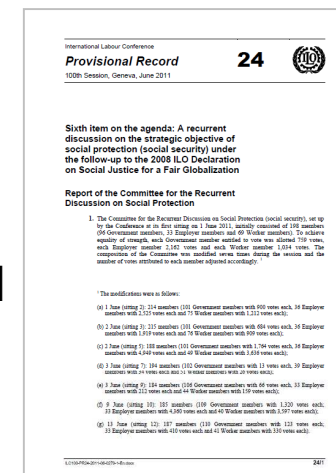 International Labour Conference
Provisional Record 24
100th Session, Geneva, June 2011
Sixth item on the agenda: A recurrent
discussion on the strategic objective of
social protection (social security) under
the follow-up to the 2008 ILO Declaration
on Social Justice for a Fair Globalization
Report of the Committee for the Recurrent
Discussion on Social Protection
1. The Committee for the Recurrent Discussion on Social Protection (social security), set up
by the Conference at its first sitting on 1 June 2011, initially consisted of 198 members
(96 Government members, 33 Employer members and 69 Worker members). To achieve
equality of strength, each Government member entitled to vote was allotted 759 votes,
each Employer member 2,162 votes and each Worker member 1,034 votes. The
composition of the Committee was modified seven times during the session and the
number of votes attributed to each member adjusted accordingly. 1
1 The modifications were as follows:
(a) 1 June (sitting 2): 214 members (101 Government members with 900 votes each, 36 Employer
members with 2,525 votes each and 75 Worker members with 1,212 votes each);
(b) 2 June (sitting 3): 215 members (101 Government members with 684 votes each, 36 Employer
members with 1,919 votes each and 76 Worker members with 909 votes each);
(c) 2 June (sitting 5): 188 members (101 Government members with 1,764 votes each, 36 Employer
members with 4,949 votes each and 49 Worker members with 3,636 votes each);
(d) 3 June (sitting 7): 194 members (102 Government members with 13 votes each, 39 Employer
members with 34 votes each and 51 Worker members with 26 votes each);
(e) 3 June (sitting 9): 184 members (106 Government members with 66 votes each, 33 Employer
members with 212 votes each and 44 Worker members with 159 votes each);
(f) 9 June (sitting 10): 185 members (109 Government members with 1,320 votes each,
33 Employer members with 4,360 votes each and 40 Worker members with 3,597 votes each);
(g) 13 June (sitting 12): 187 members (110 Government members with 123 votes each,
33 Employer members with 410 votes each and 41 Worker members with 330 votes each).
24/1